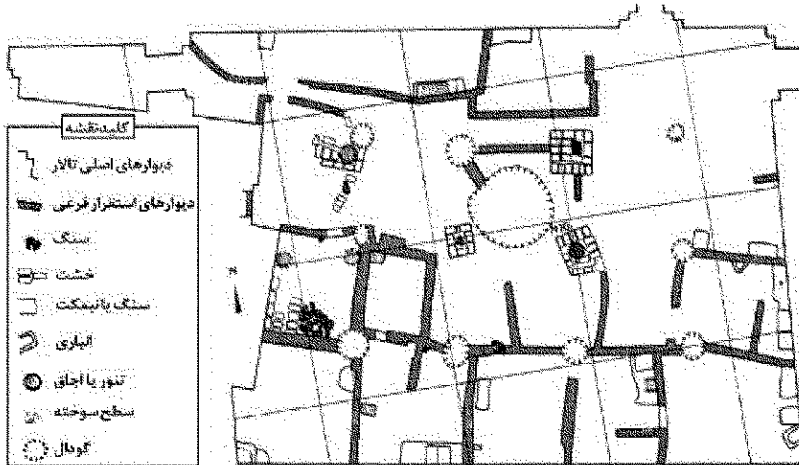 کلید نقشه
دیوارهای اصلی تالار
دیوارهای استقرار فرعی
سنگ
خشت
سنگ یا نیمکت
انباری
تنور یا اجاق
سطح سوخته
گودال